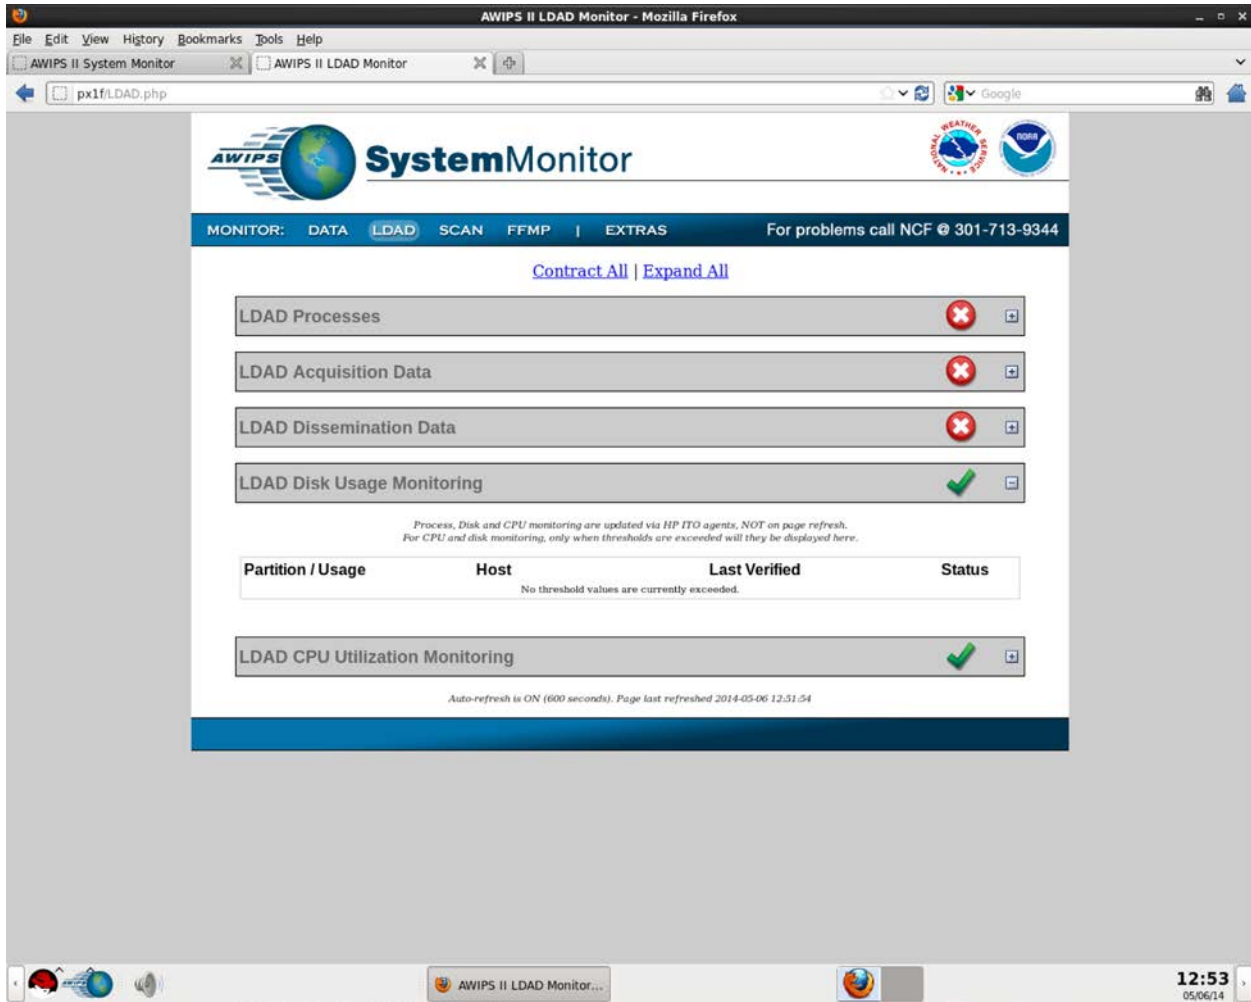 AWIPS II LDAD Monitor - Mozilla Firefox
File Edit View History Bookmarks Tools Help
AWIPS II System Monitor
AWIPS II LDAD Monitor
px1f/LDAD.php
Google
AWIPS
SystemMonitor
NATIONAL WEATHER SERVICE
NOAA
MONITOR: DATA LDAD SCAN FFMP | EXTRAS For problems call NCF @ 301-713-9344
Contract All | Expand All
LDAD Processes
LDAD Acquisition Data
LDAD Dissemination Data
LDAD Disk Usage Monitoring
Process, Disk and CPU monitoring are updated via HP ITO agents, NOT on page refresh.
For CPU and disk monitoring, only when thresholds are exceeded will they be displayed here.
Partition / Usage Host Last Verified Status
No threshold values are currently exceeded.
LDAD CPU Utilization Monitoring
Auto-refresh is ON (600 seconds). Page last refreshed 2014-05-06 12:51:54
AWIPS II LDAD Monitor...
12:53
05/06/14